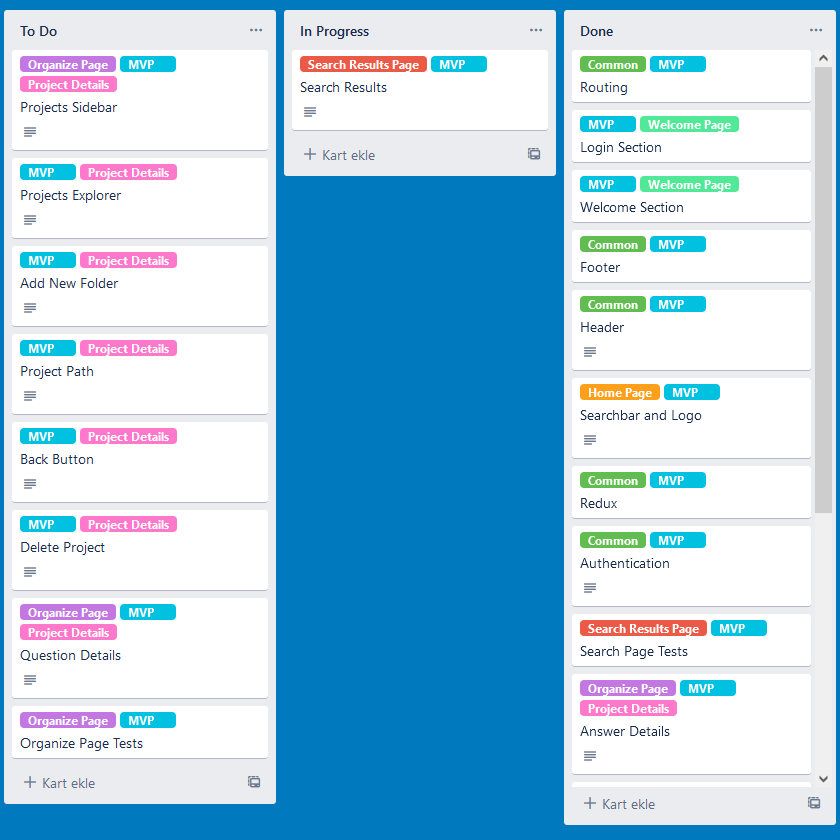 To Do
Organize Page MVP
Project Details
Projects Sidebar
MVP Project Details
Projects Explorer
MVP Project Details
Add New Folder
MVP Project Details
Project Path
MVP Project Details
Back Button
MVP Project Details
Delete Project
Organize Page MVP
Project Details
Question Details
Organize Page MVP
Organize Page Tests
+ Kart ekle
In Progress
Search Results Page MVP
Search Results
+ Kart ekle
Done
Common MVP
Routing
MVP Welcome Page
Login Section
MVP Welcome Page
Welcome Section
Common MVP
Footer
Common MVP
Header
Home Page MVP
Searchbar and Logo
Common MVP
Redux
Common MVP
Authentication
Search Results Page MVP
Search Page Tests
Organize Page MVP
Project Details
Answer Details
+ Kart ekle